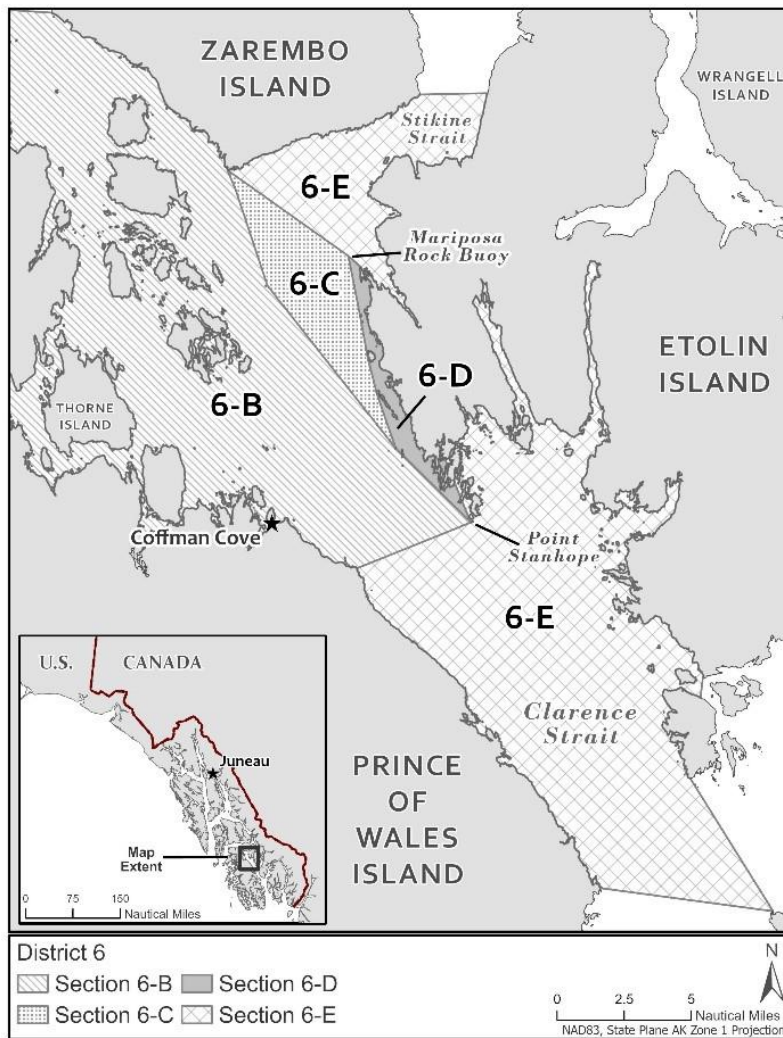 ZAREMBO
ISLAND
WRANGELL
ISLAND
Stikine
Strait
6-E
Mariposa
Rock Buoy
6-C
ETOLIN
ISLAND
6-D
6-B
THORNE
ISLAND
Coffman Cove
Point
Stanhope
6-E
Clarence
Strait
PRINCE
OF
WALES
ISLAND
U.S.
CANADA
Juneau
Map
Extent
0 75 150
Nautical Miles
District 6
Section 6-B
Section 6-D
Section 6-C
Section 6-E
N
0 2.5 5
Nautical Miles
NAD83, State Plane AK Zone 1 Projection